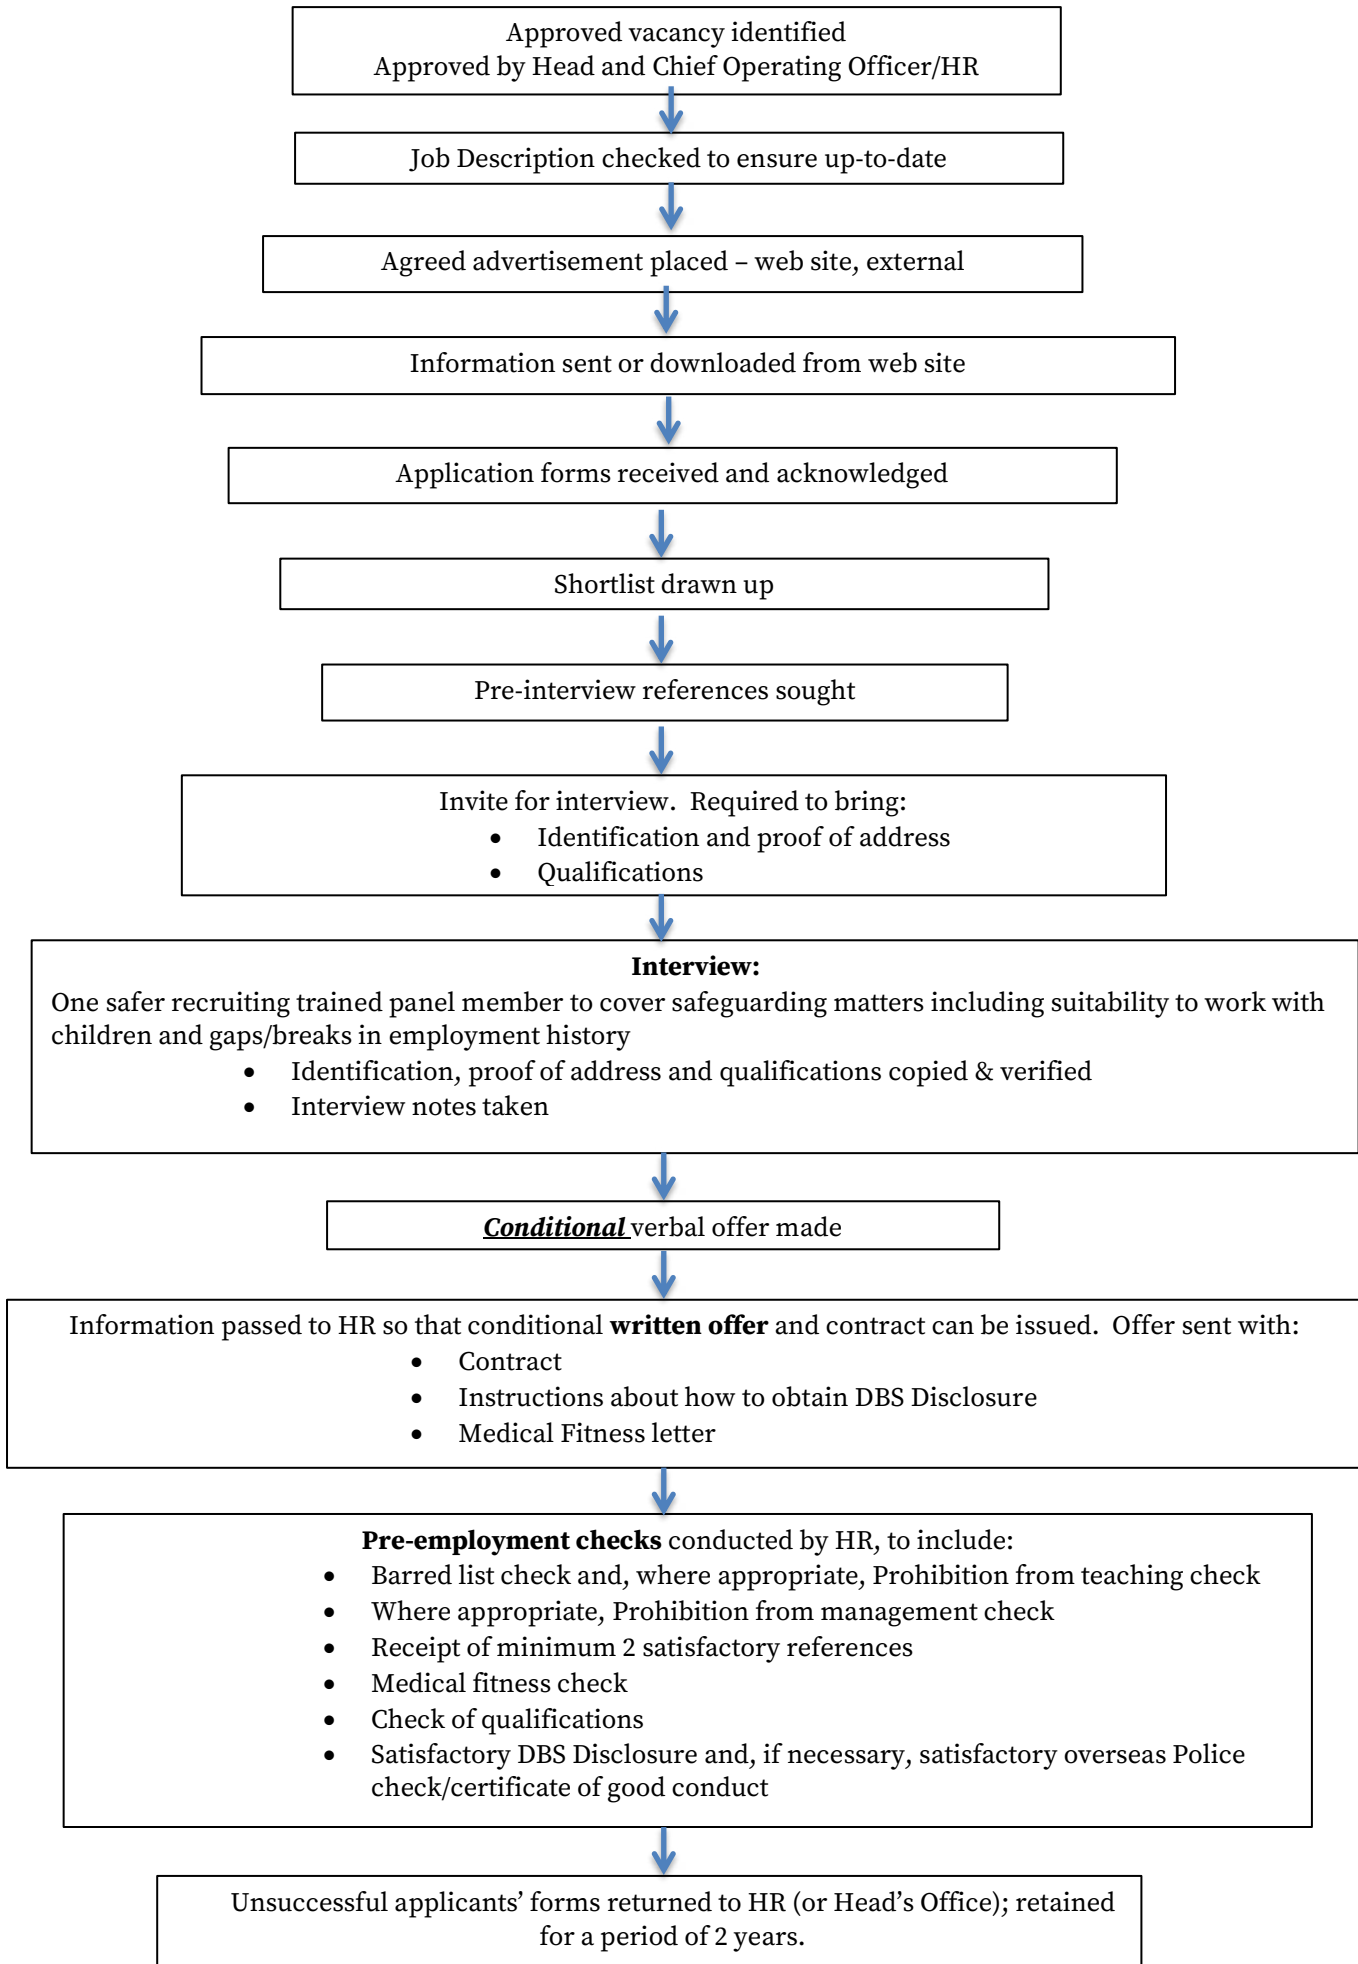 Approved vacancy identified
Approved by Head and Chief Operating Officer/HR
Job Description checked to ensure up-to-date
Agreed advertisement placed – web site, external
Information sent or downloaded from web site
Application forms received and acknowledged
Shortlist drawn up
Pre-interview references sought
Invite for interview.  Required to bring:
• Identification and proof of address
• Qualifications
Interview:
One safer recruiting trained panel member to cover safeguarding matters including suitability to work with
children and gaps/breaks in employment history
• Identification, proof of address and qualifications copied & verified
• Interview notes taken
Conditional verbal offer made
Information passed to HR so that conditional written offer and contract can be issued.  Offer sent with:
• Contract
• Instructions about how to obtain DBS Disclosure
• Medical Fitness letter
Pre-employment checks conducted by HR, to include:
• Barred list check and, where appropriate, Prohibition from teaching check
• Where appropriate, Prohibition from management check
• Receipt of minimum 2 satisfactory references
• Medical fitness check
• Check of qualifications
• Satisfactory DBS Disclosure and, if necessary, satisfactory overseas Police
check/certificate of good conduct
Unsuccessful applicants’ forms returned to HR (or Head’s Office); retained
for a period of 2 years.